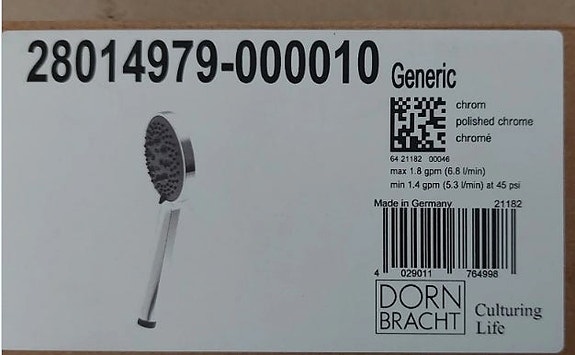 28014979-000010 Generic
chrom
polished chrome
chromé
64 21182 00046
max 1.8 gpm (6.8 l/min)
min 1.4 gpm (5.3 l/min) at 45 psi
Made in Germany 21182
4 029011 764998
DORN
BRACHT
Culturing
Life